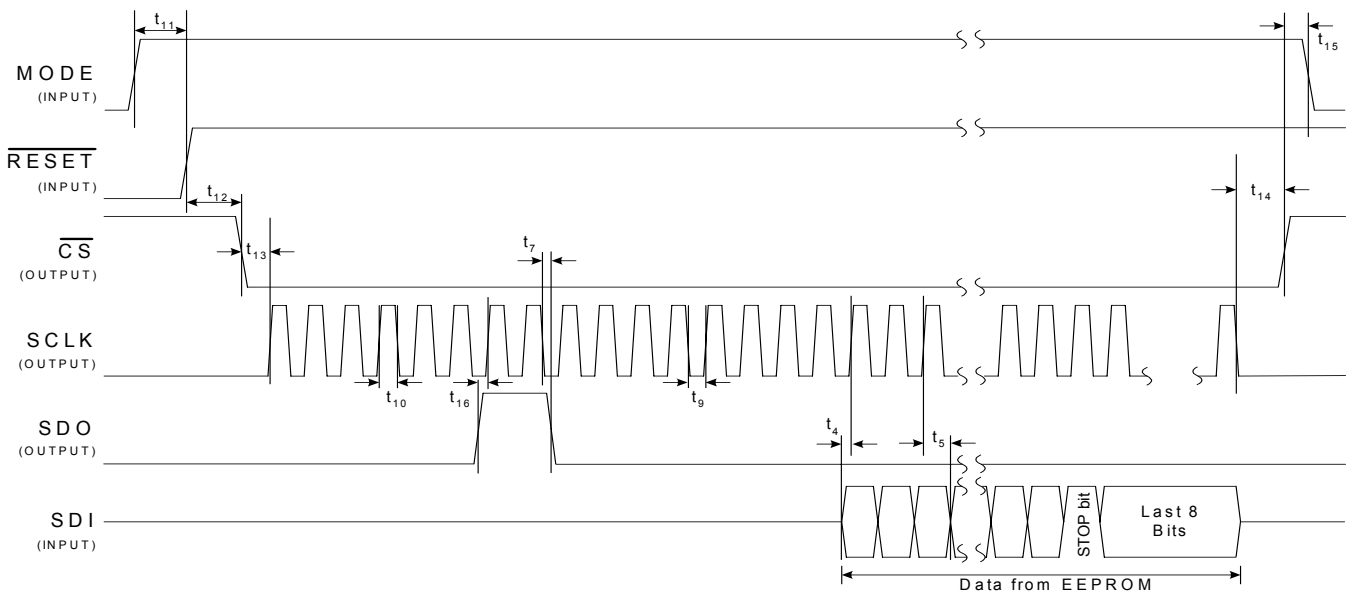 t11
t15
MODE
(INPUT)
RESET
(INPUT)
t12
t14
CS
(OUTPUT)
t13
t7
SCLK
(OUTPUT)
t10
t16
t9
SDO
(OUTPUT)
t4
t5
SDI
(INPUT)
STOP bit
Last 8
Bits
Data from EEPROM